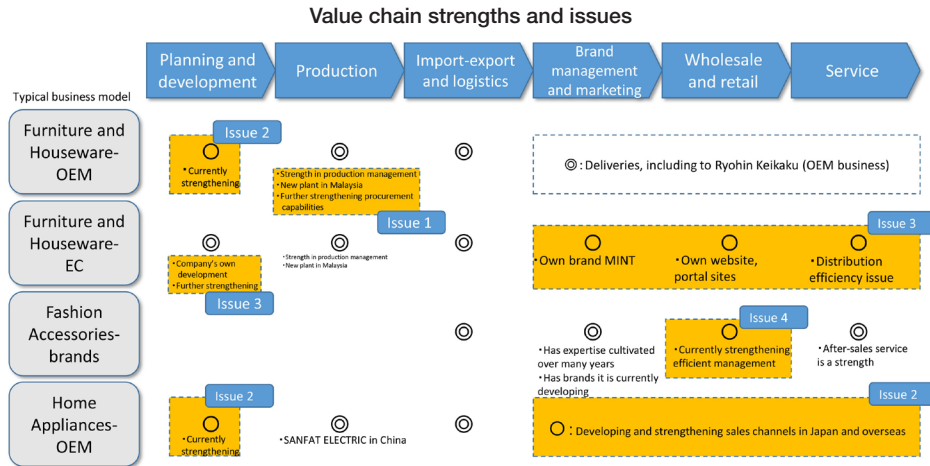 Value chain strengths and issues
Planning and
development
Production
Import-export
and logistics
Brand
management
and marketing
Wholesale
and retail
Service
Typical business model
Furniture and
Houseware-
OEM
Issue 2
・Currently
strengthening
・Strength in production management
・New plant in Malaysia
・Further strengthening procurement
capabilities
Issue 1
◎: Deliveries, including to Ryohin Keikaku (OEM business)
Furniture and
Houseware-
EC
・Company's own
development
・Further strengthening
Issue 3
・Strength in production management
・New plant in Malaysia
Issue 3
・Own brand MINT
・Own website,
portal sites
・Distribution
efficiency issue
Fashion
Accessories-
brands
・Has expertise cultivated
over many years
・Has brands it is currently
developing
Issue 4
・Currently strengthening
efficient management
・After-sales service
is a strength
Home
Appliances-
OEM
Issue 2
・Currently
strengthening
・SANFAT ELECTRIC in China
Issue 2
○: Developing and strengthening sales channels in Japan and overseas